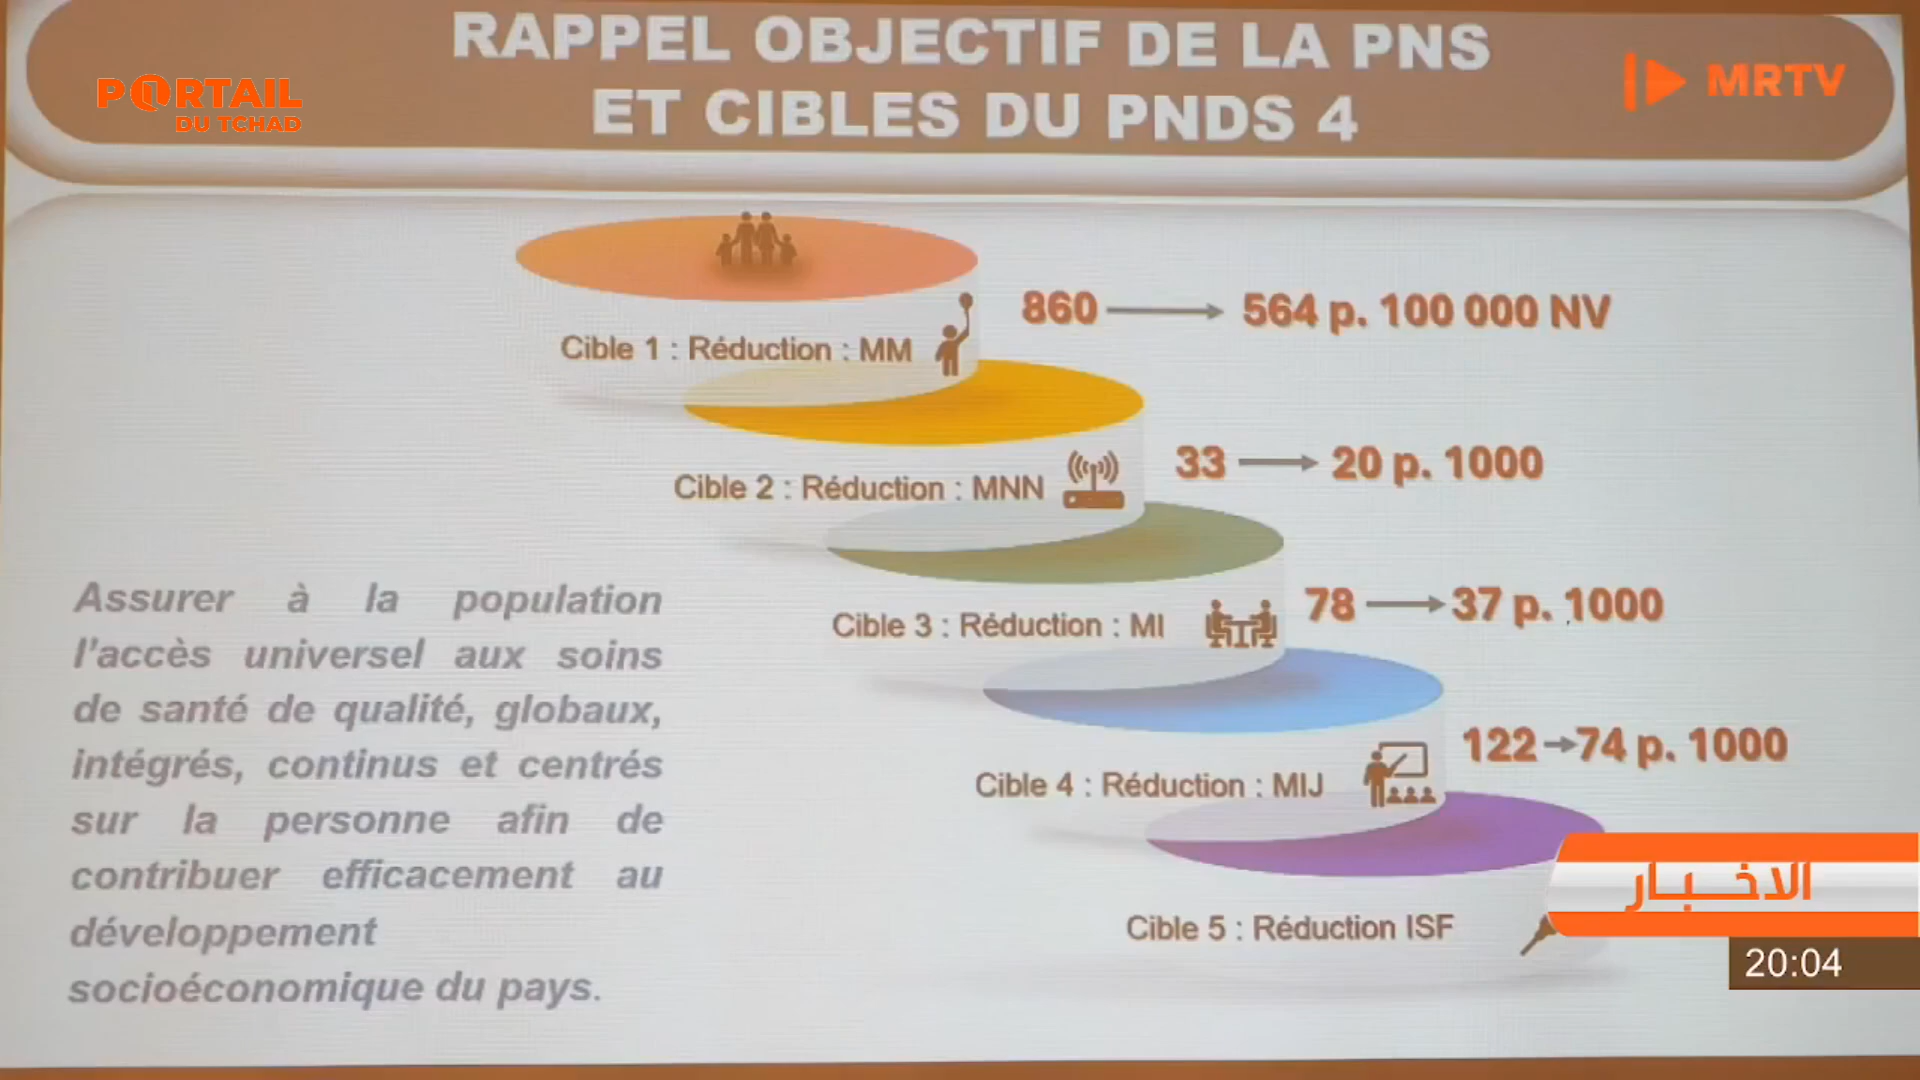 RAPPEL OBJECTIF DE LA PNS
ET CIBLES DU PNDS 4
PORTAIL
DU TCHAD
MRTV
Cible 1 : Réduction : MM
860 → 564 p. 100 000 NV
Cible 2 : Réduction : MNN
33 → 20 p. 1000
Cible 3 : Réduction : MI
78 → 37 p. 1000
Cible 4 : Réduction : MIJ
122 → 74 p. 1000
Cible 5 : Réduction ISF
Assurer à la population
l'accès universel aux soins
de santé de qualité, globaux,
intégrés, continus et centrés
sur la personne afin de
contribuer efficacement au
développement
socioéconomique du pays.
الاخبار
20:04